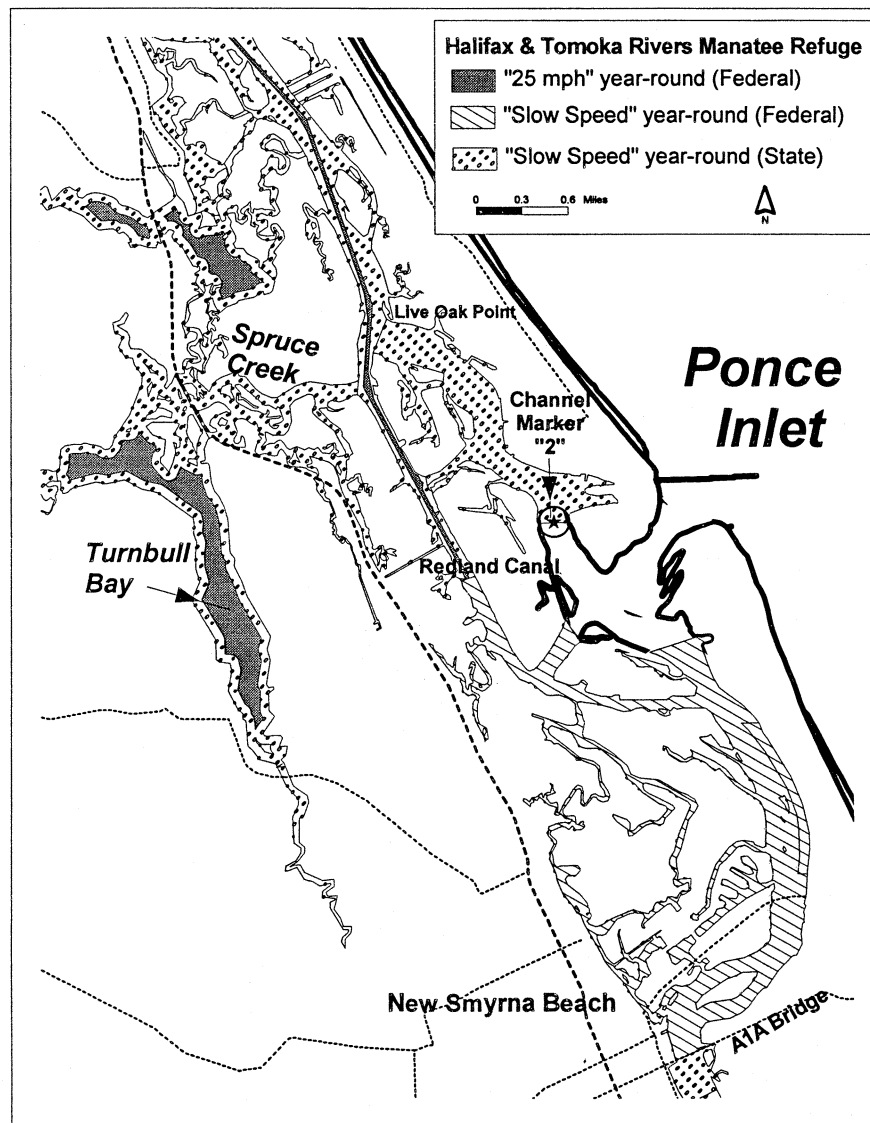 Halifax & Tomoka Rivers Manatee Refuge
"25 mph" year-round (Federal)
"Slow Speed" year-round (Federal)
"Slow Speed" year-round (State)
0 0.3 0.6 Miles
N
Live Oak Point
Spruce
Creek
Ponce
Inlet
Channel
Marker
"2"
Turnbull
Bay
Redland Canal
New Smyrna Beach
A1A Bridge